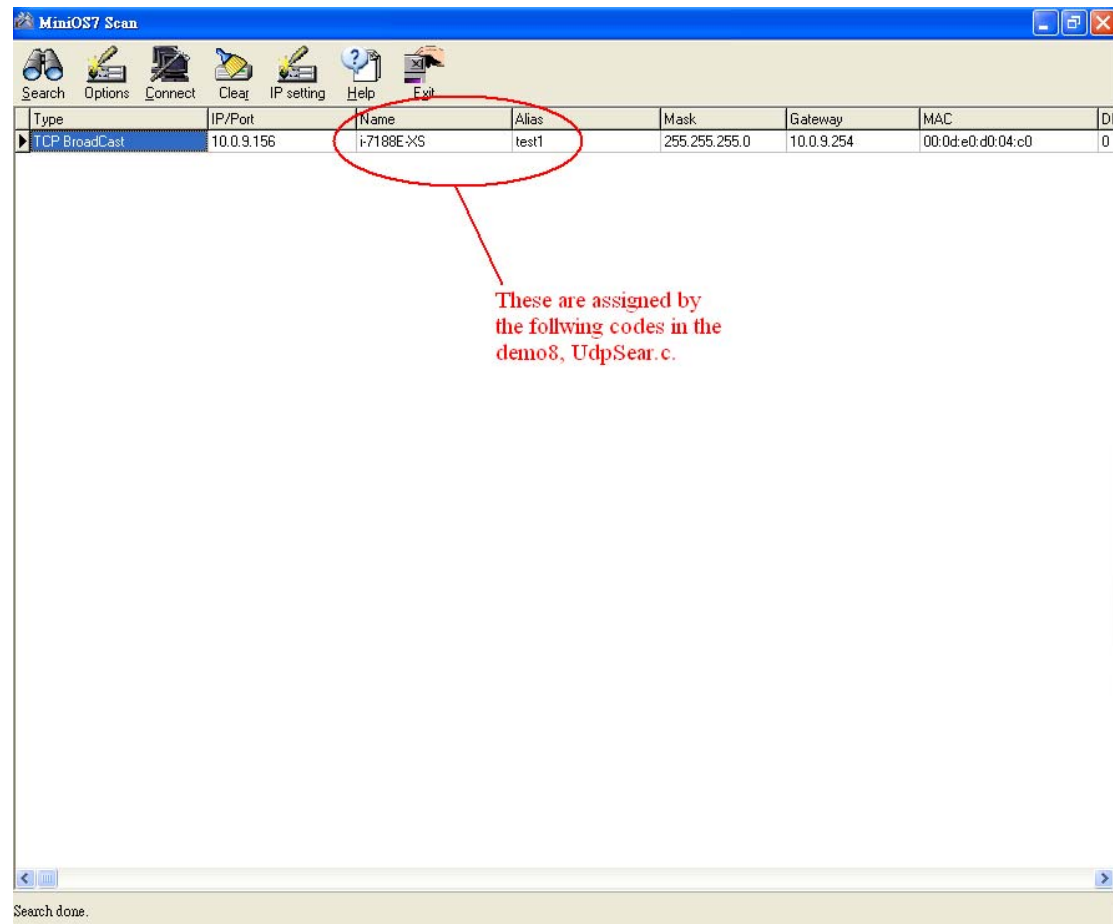 MiniOS7 Scan
Search Options Connect Clear IP setting Help Exit
Type IP/Port Name Alias Mask Gateway MAC
TCP BroadCast 10.0.9.156 i-7188E-XS test1 255.255.255.0 10.0.9.254 00:0d:e0:d0:04:c0 0
These are assigned by
the follwing codes in the
demo8, UdpSear.c.
Search done.